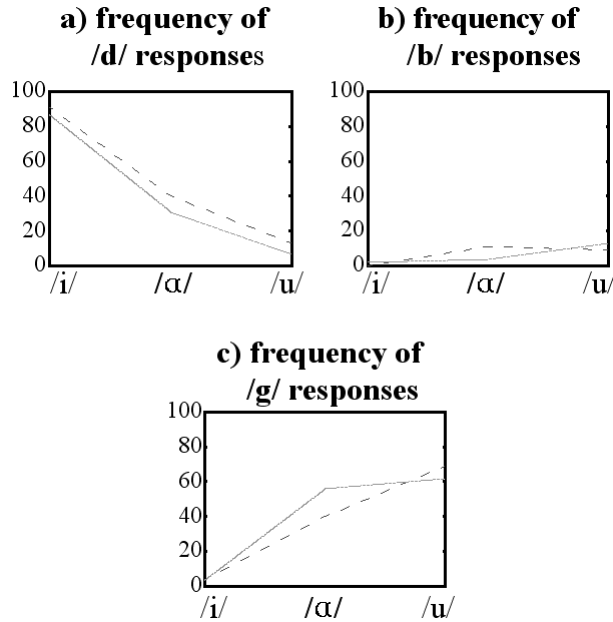 a) frequency of
/d/ responses
b) frequency of
/b/ responses
100
80
60
40
20
0
/i/ /ɑ/ /u/
100
80
60
40
20
0
/i/ /ɑ/ /u/
c) frequency of
/g/ responses
100
80
60
40
20
0
/i/ /ɑ/ /u/